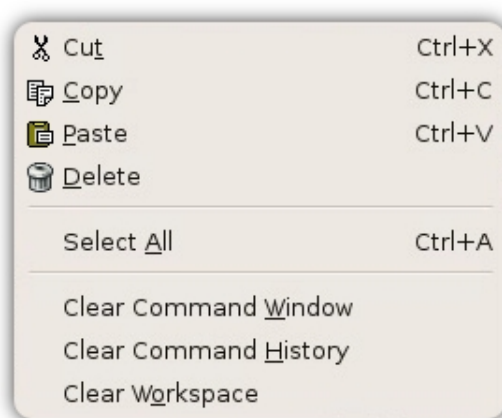 Cut Ctrl+X
Copy Ctrl+C
Paste Ctrl+V
Delete
Select All Ctrl+A
Clear Command Window
Clear Command History
Clear Workspace